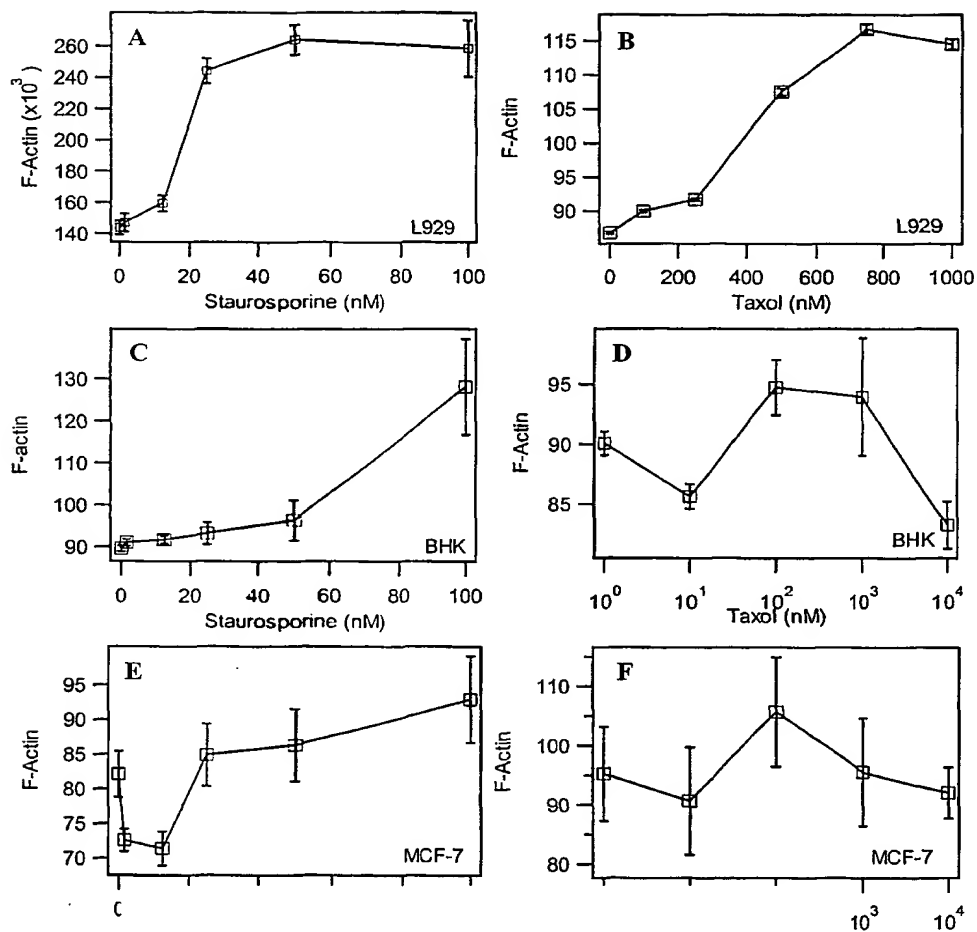 A
F-Actin (x10³)
260
240
220
200
180
160
140
L929
0 20 40 60 80 100
Staurosporine (nM)
B
F-Actin
115
110
105
100
95
90
L929
0 200 400 600 800 1000
Taxol (nM)
C
F-actin
130
120
110
100
90
BHK
0 20 40 60 80 100
Staurosporine (nM)
D
F-Actin
95
90
85
BHK
10⁰ 10¹ 10² 10³ 10⁴
Taxol (nM)
E
F-Actin
95
90
85
80
75
70
MCF-7
F
F-Actin
110
100
90
80
MCF-7
10³ 10⁴